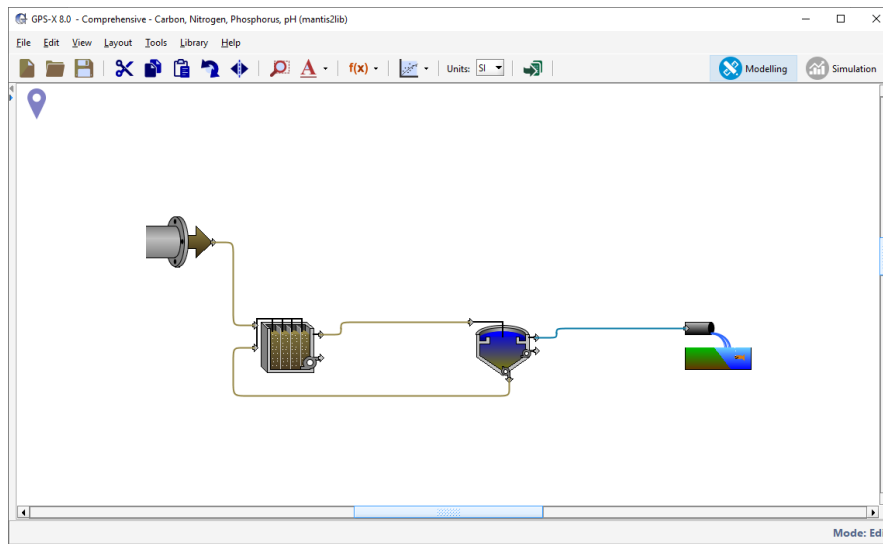 GPS-X 8.0 - Comprehensive - Carbon, Nitrogen, Phosphorus, pH (mantis2lib)
File Edit View Layout Tools Library Help
A f(x) Units: SI Modelling Simulation
Mode: Edi